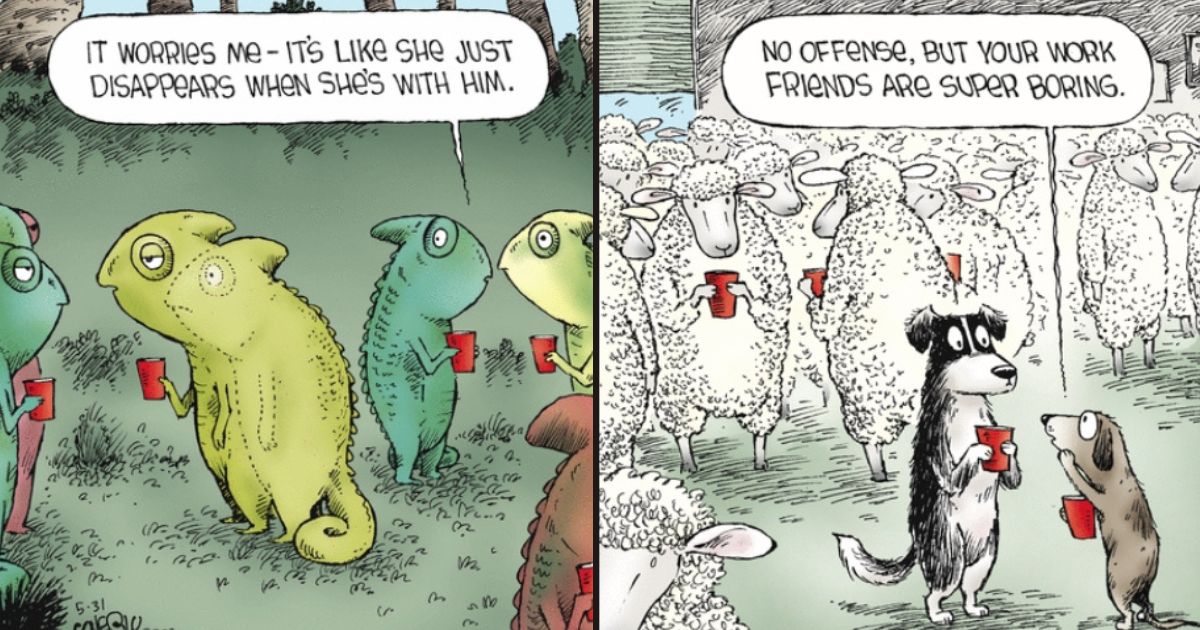 IT WORRIES ME - IT'S LIKE SHE JUST
DISAPPEARS WHEN SHE'S WITH HIM.
NO OFFENSE, BUT YOUR WORK
FRIENDS ARE SUPER BORING.
5-31